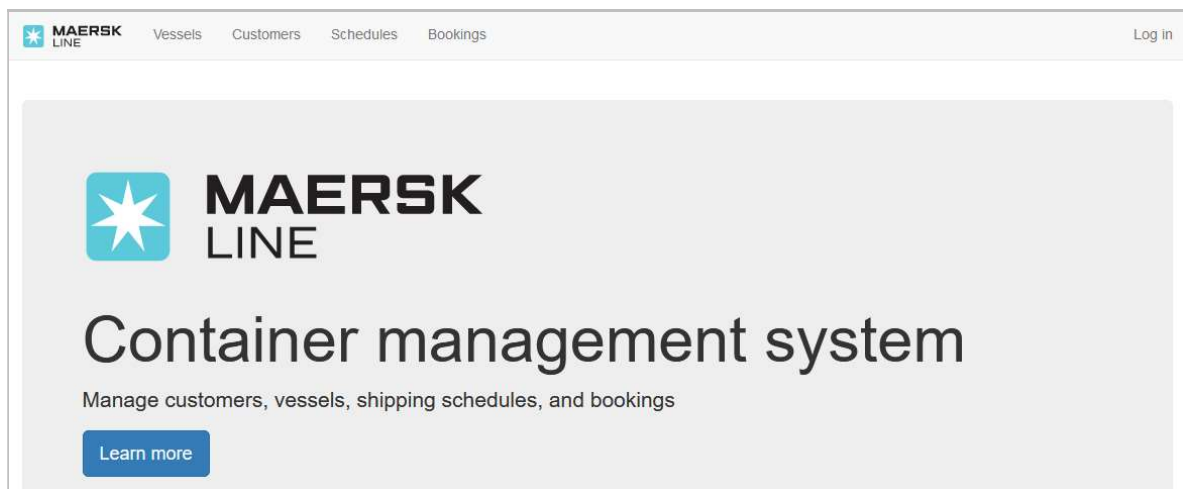 MAERSK
LINE
Vessels Customers Schedules Bookings Log in
MAERSK
LINE
Container management system
Manage customers, vessels, shipping schedules, and bookings
Learn more